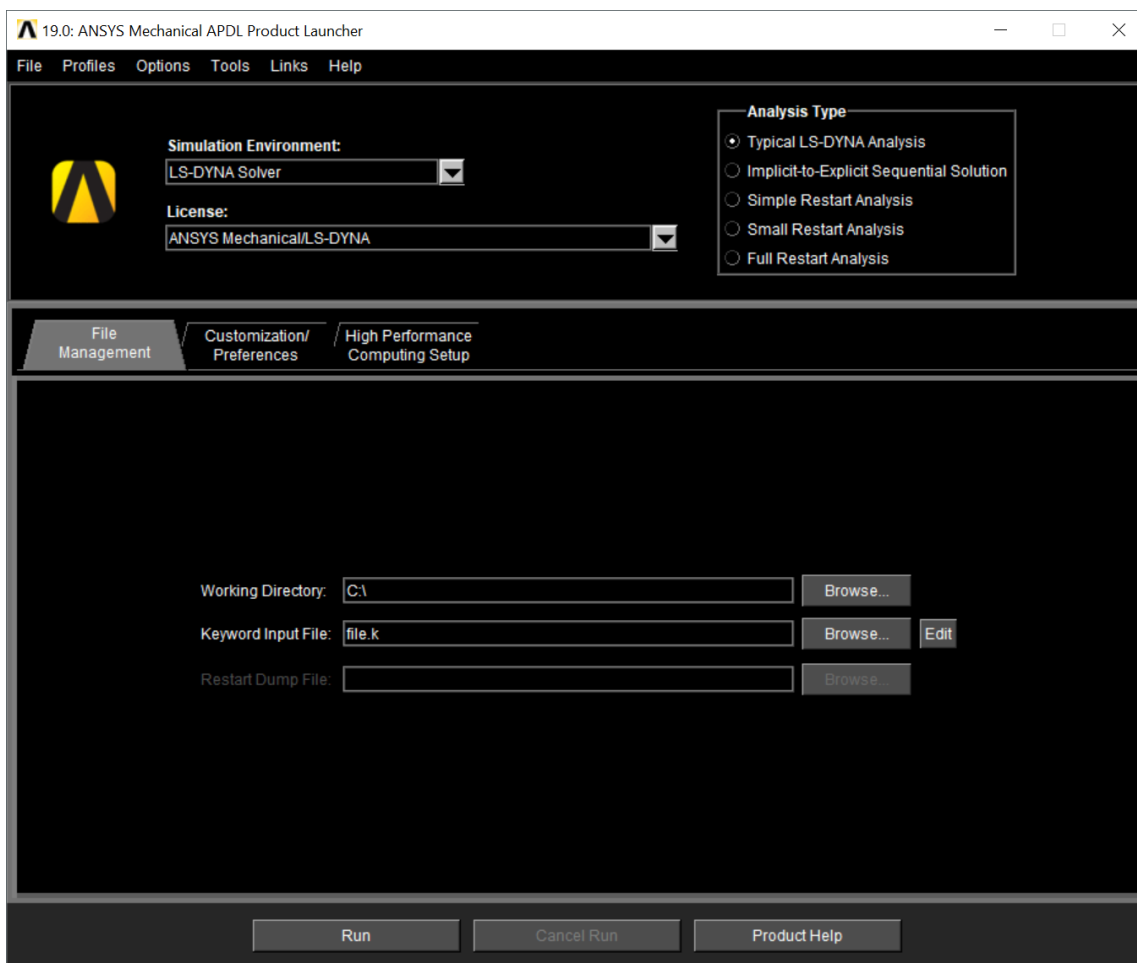 19.0: ANSYS Mechanical APDL Product Launcher
File Profiles Options Tools Links Help
Analysis Type
Simulation Environment:
LS-DYNA Solver
License:
ANSYS Mechanical/LS-DYNA
Typical LS-DYNA Analysis
Implicit-to-Explicit Sequential Solution
Simple Restart Analysis
Small Restart Analysis
Full Restart Analysis
File
Management
Customization/
Preferences
High Performance
Computing Setup
Working Directory: C:\ Browse...
Keyword Input File: file.k Browse... Edit
Restart Dump File: Browse...
Run Cancel Run Product Help